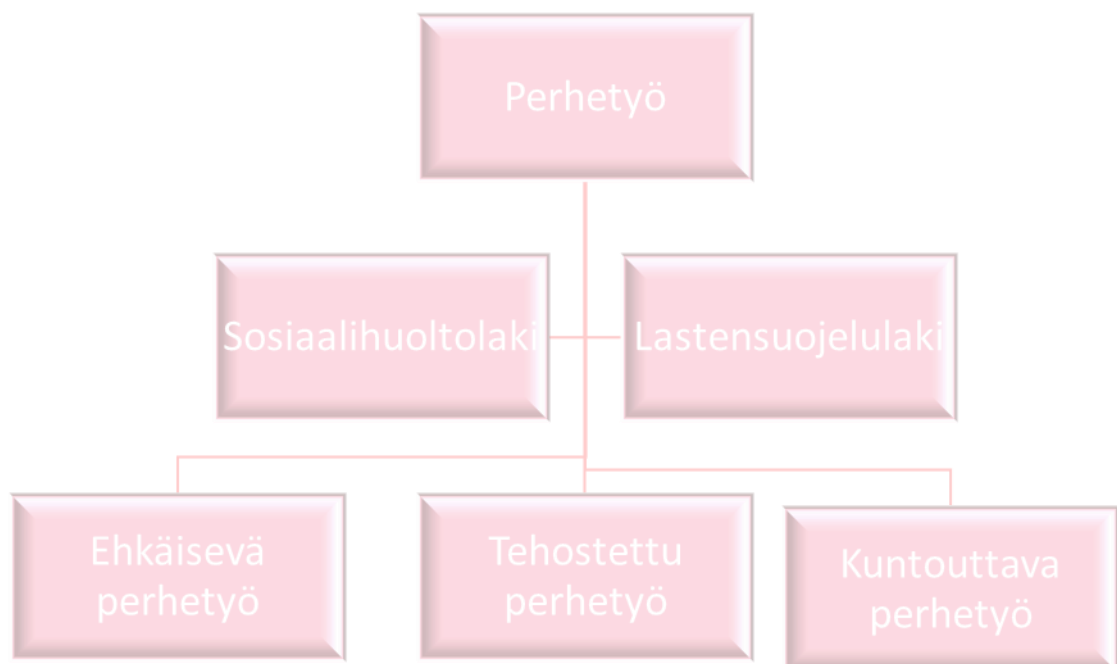 Perhetyö
Sosiaalihuoltolaki
Lastensuojelulaki
Ehkäisevä
perhetyö
Tehostettu
perhetyö
Kuntouttava
perhetyö